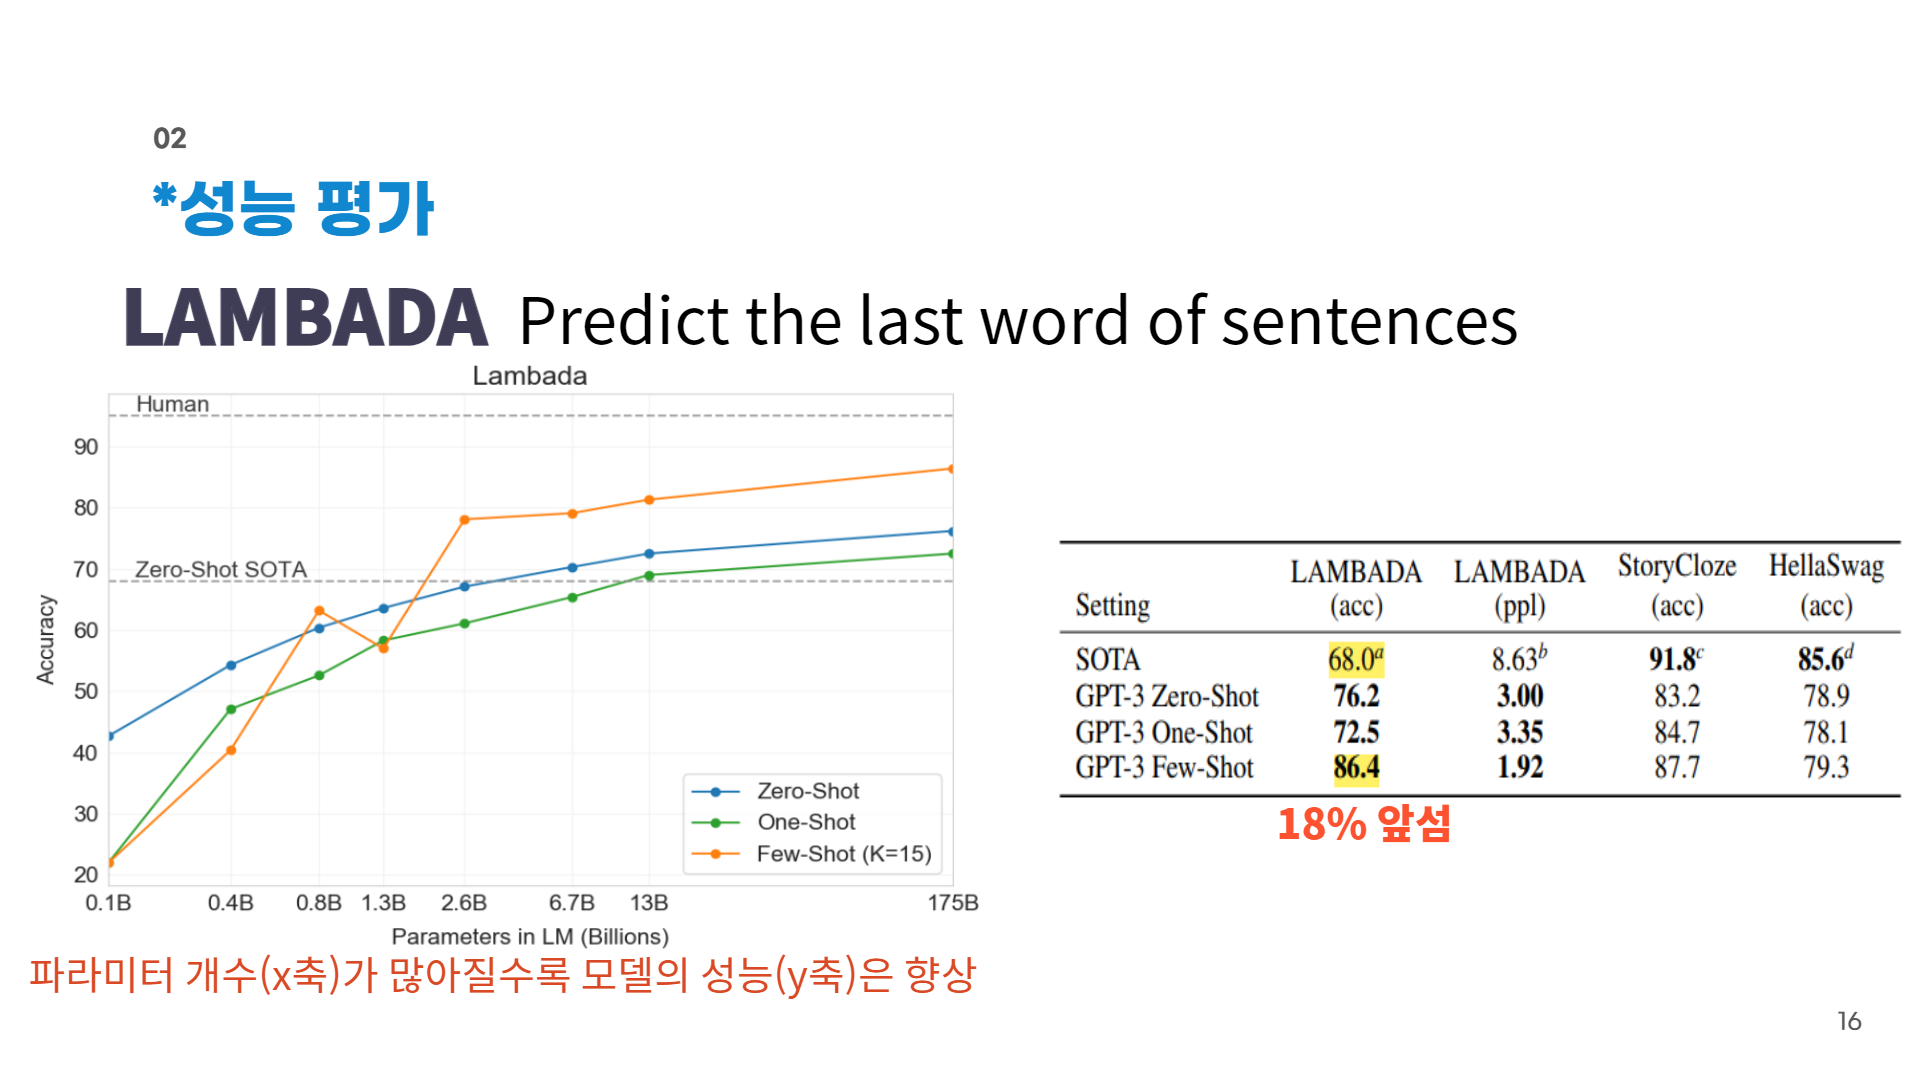 02
*성능 평가
LAMBADA Predict the last word of sentences
Lambada
Human
Zero-Shot SOTA
Accuracy
90
80
70
60
50
40
30
20
0.1B 0.4B 0.8B 1.3B 2.6B 6.7B 13B 175B
Parameters in LM (Billions)
Zero-Shot
One-Shot
Few-Shot (K=15)
파라미터 개수(x축)가 많아질수록 모델의 성능(y축)은 향상
Setting LAMBADA (acc) LAMBADA (ppl) StoryCloze (acc) HellaSwag (acc)
SOTA 68.0a 8.63b 91.8c 85.6d
GPT-3 Zero-Shot 76.2 3.00 83.2 78.9
GPT-3 One-Shot 72.5 3.35 84.7 78.1
GPT-3 Few-Shot 86.4 1.92 87.7 79.3
18% 앞섬
16